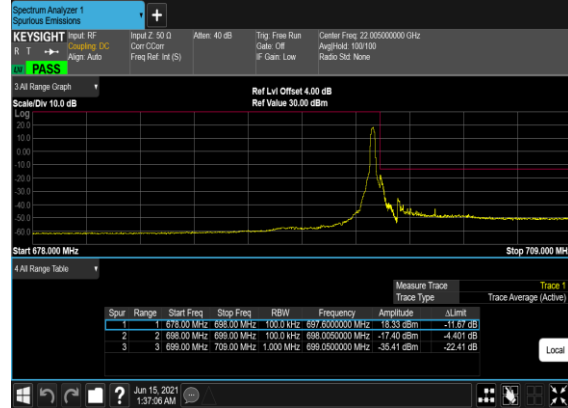 Spectrum Analyzer 1
Spurious Emissions
KEYSIGHT Input: RF Input Z: 50 Ω Atten: 40 dB Trig: Free Run Center Freq: 22.005000000 GHz
R T Coupling: DC Corr CCorr Gate: Off Avg|Hold: 100/100
Align: Auto Freq Ref: Int (S) IF Gain: Low Radio Std: None
PASS
3 All Range Graph
Ref Lvl Offset 4.00 dB
Scale/Div 10.0 dB Ref Value 30.00 dBm
Log
20.0
10.0
0.00
-10.0
-20.0
-30.0
-40.0
-50.0
-60.0
Start 678.000 MHz Stop 709.000 MH
4 All Range Table
Measure Trace Trace 1
Trace Type Trace Average (Active)
Spur Range Start Freq Stop Freq RBW Frequency Amplitude ΔLimit
1 1 678.00 MHz 698.00 MHz 100.0 kHz 697.6000000 MHz 18.33 dBm -11.67 dB
2 2 698.00 MHz 699.00 MHz 100.0 kHz 698.0050000 MHz -17.40 dBm -4.401 dB
3 3 699.00 MHz 709.00 MHz 1.000 MHz 699.0500000 MHz -35.41 dBm -22.41 dB
Local
? Jun 15, 2021
1:37:06 AM